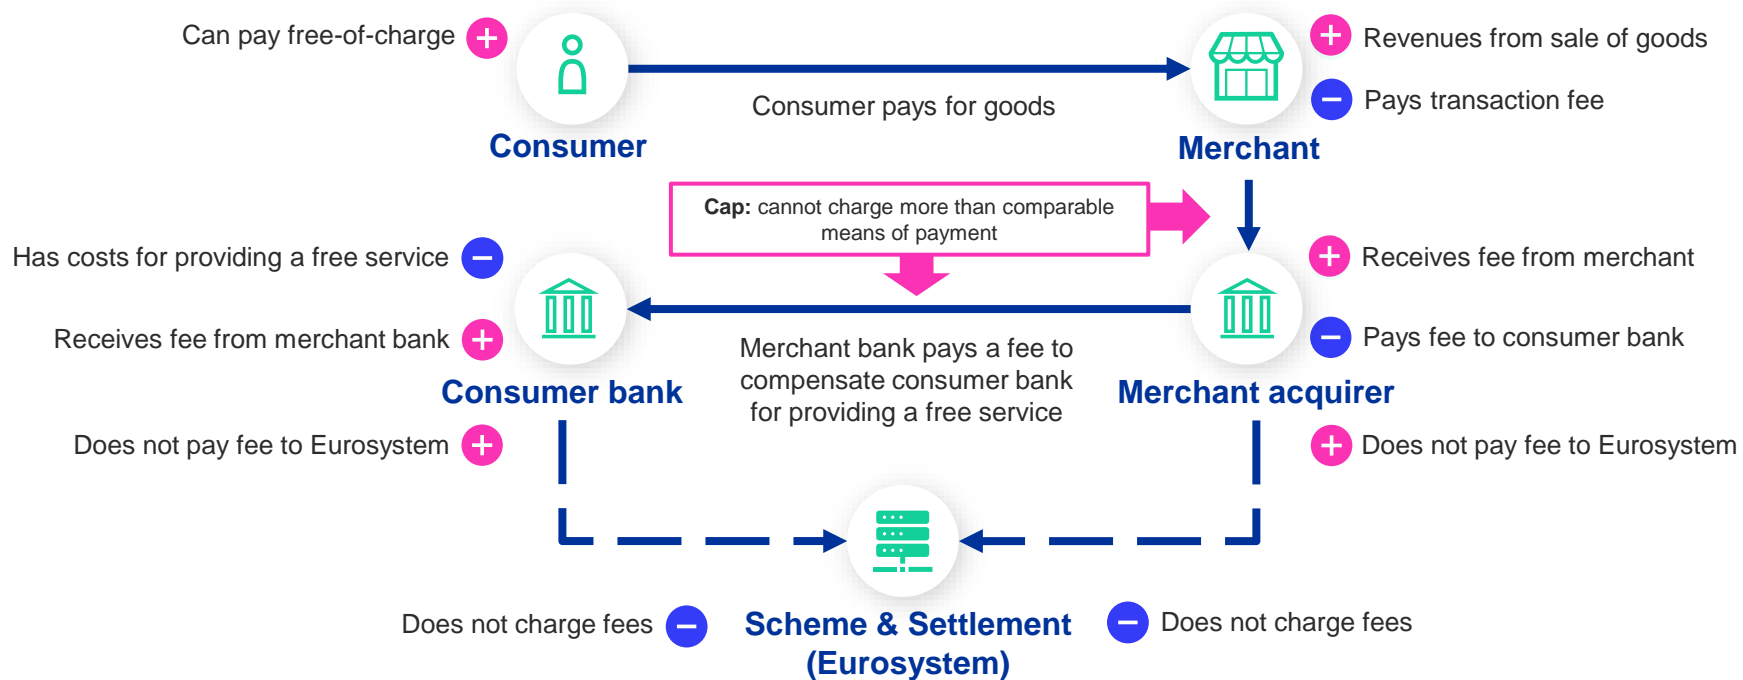 Can pay free-of-charge
Consumer
Consumer pays for goods
Revenues from sale of goods
Pays transaction fee
Merchant
Cap: cannot charge more than comparable
means of payment
Has costs for providing a free service
Receives fee from merchant bank
Consumer bank
Does not pay fee to Eurosystem
Merchant bank pays a fee to
compensate consumer bank
for providing a free service
Receives fee from merchant
Pays fee to consumer bank
Merchant acquirer
Does not pay fee to Eurosystem
Does not charge fees
Scheme & Settlement
(Eurosystem)
Does not charge fees